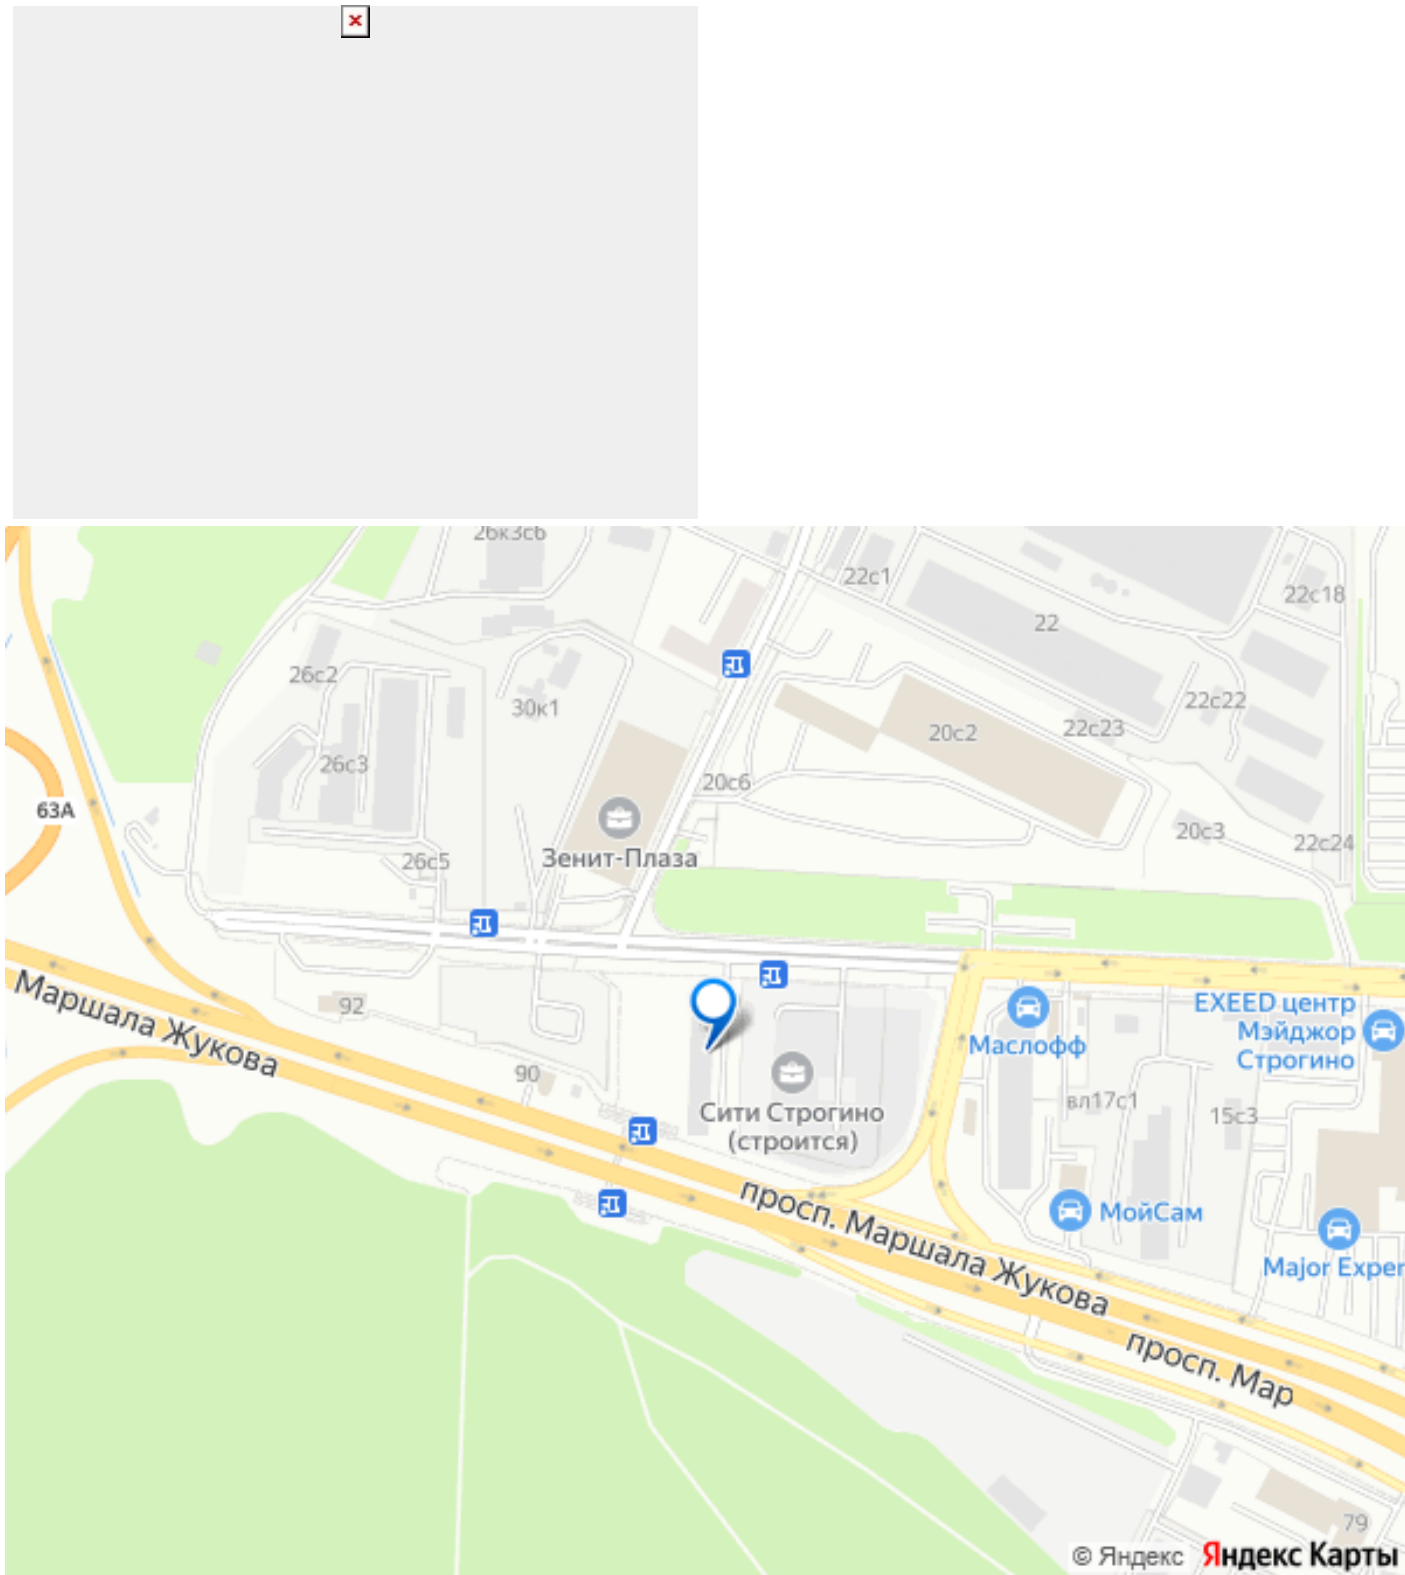 26к3с6
22с1
22с18
22
26с2
30к1
22с22
22с23
20с2
26с3
20с6
63А
20с3
22с24
Зенит-Плаза
26с5
92
EXEED центр
Мэйджор
Строгино
Маслофф
Маршала Жукова
90
вл17с1
15с3
Сити Строгино
(строится)
МойСам
просп. Маршала Жукова
Major Exper
просп. Мар
79
© Яндекс Яндекс Карты